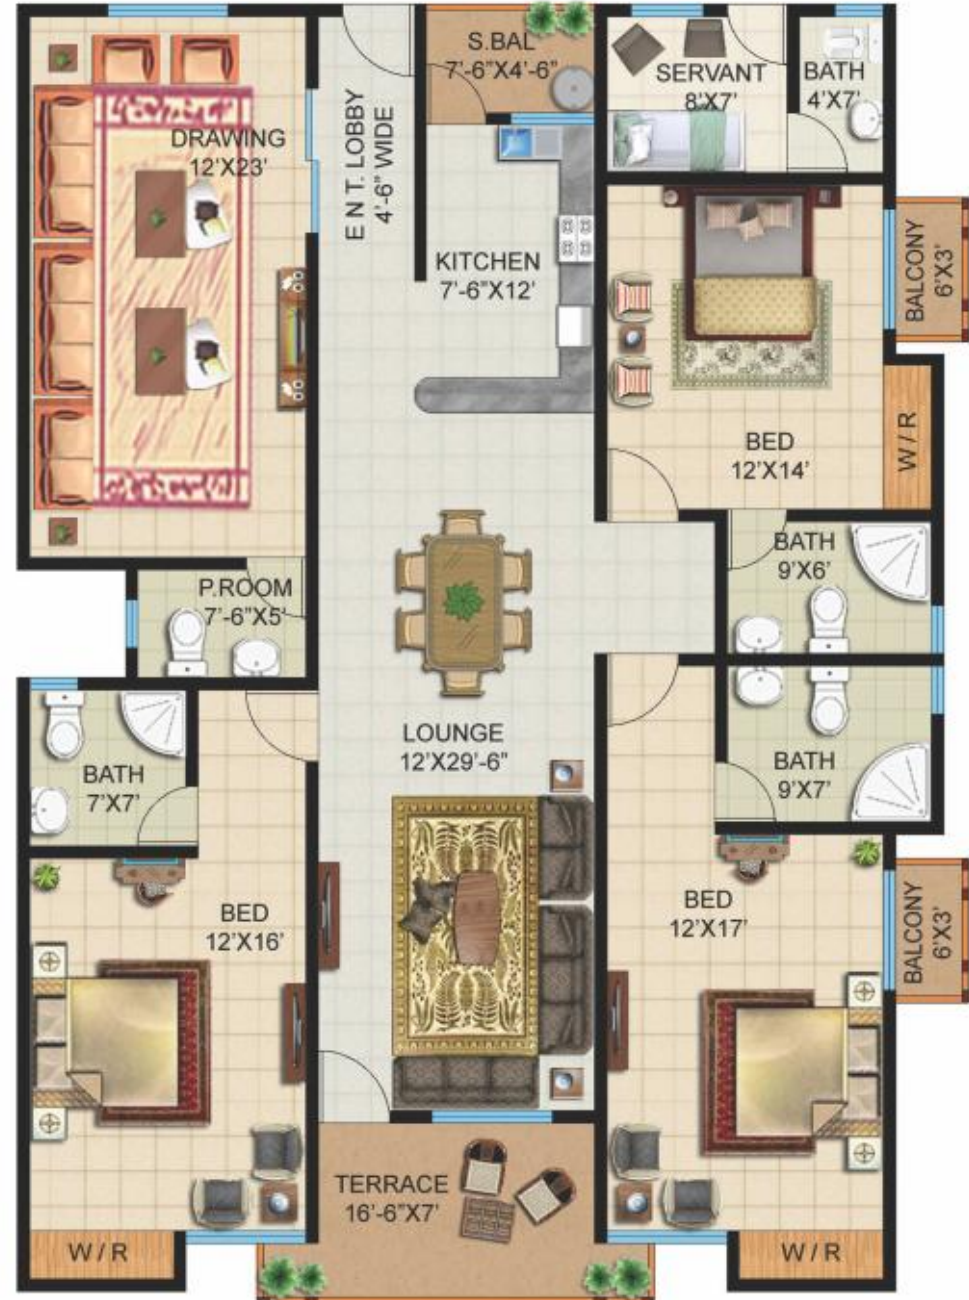 S.BAL
7'-6"X4'-6"
SERVANT
8'X7'
BATH
4'X7'
DRAWING
12'X23'
ENT. LOBBY
4'-6" WIDE
KITCHEN
7'-6"X12'
BALCONY
6'X3'
BED
12'X14'
W / R
BATH
9'X6'
P.ROOM
7'-6"X5'
LOUNGE
12'X29'-6"
BATH
7'X7'
BATH
9'X7'
BED
12'X16'
BED
12'X17'
BALCONY
6'X3'
TERRACE
16'-6"X7'
W / R
W / R